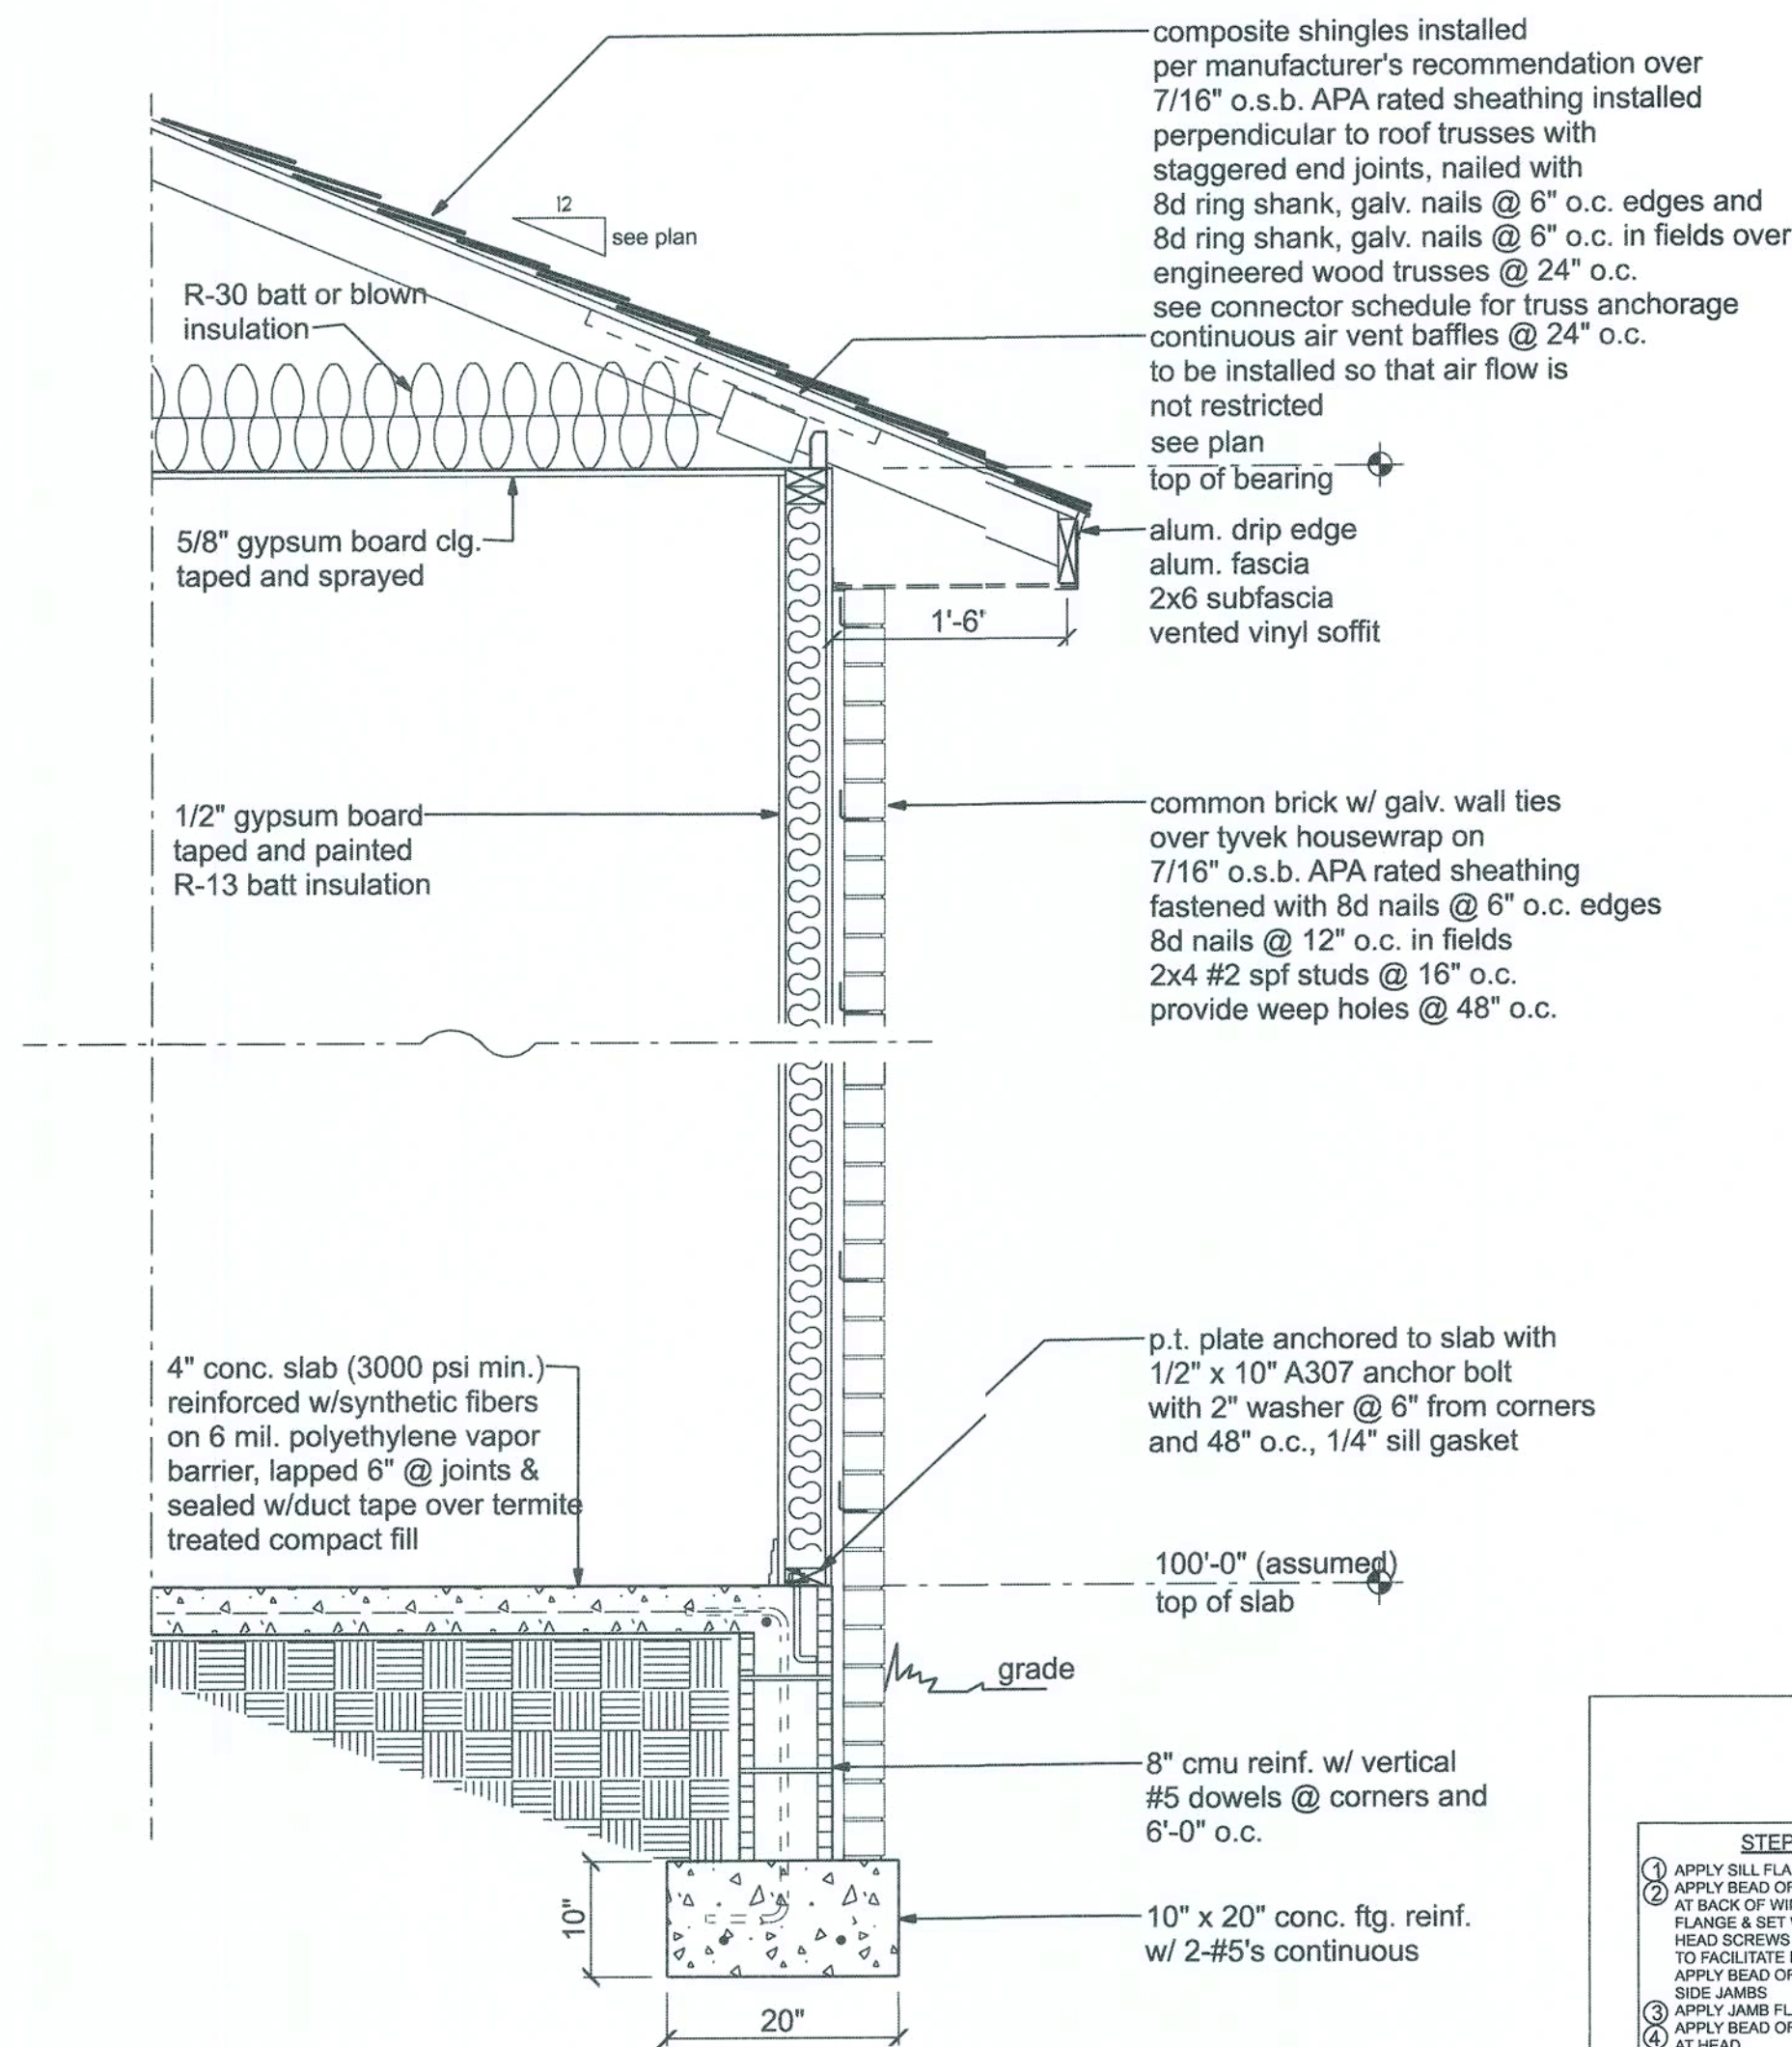 composite shingles installed
per manufacturer's recommendation over
7/16" o.s.b. APA rated sheathing installed
perpendicular to roof trusses with
staggered end joints, nailed with
8d ring shank, galv. nails @ 6" o.c. edges and
8d ring shank, galv. nails @ 6" o.c. in fields over
engineered wood trusses @ 24" o.c.
see connector schedule for truss anchorage
continuous air vent baffles @ 24" o.c.
to be installed so that air flow is
not restricted
see plan
top of bearing
12
see plan
R-30 batt or blown
insulation
5/8" gypsum board clg.
taped and sprayed
alum. drip edge
alum. fascia
2x6 subfascia
vented vinyl soffit
1'-6"
1/2" gypsum board
taped and painted
R-13 batt insulation
common brick w/ galv. wall ties
over tyvek housewrap on
7/16" o.s.b. APA rated sheathing
fastened with 8d nails @ 6" o.c. edges
8d nails @ 12" o.c. in fields
2x4 #2 spf studs @ 16" o.c.
provide weep holes @ 48" o.c.
4" conc. slab (3000 psi min.)
reinforced w/synthetic fibers
on 6 mil. polyethylene vapor
barrier, lapped 6" @ joints &
sealed w/duct tape over termite
treated compact fill
p.t. plate anchored to slab with
1/2" x 10" A307 anchor bolt
with 2" washer @ 6" from corners
and 48" o.c., 1/4" sill gasket
100'-0" (assumed)
top of slab
grade
8" cmu reinf. w/ vertical
#5 dowels @ corners and
6'-0" o.c.
10" x 20" conc. ftg. reinf.
w/ 2-#5's continuous
10"
20"
STEP
1 APPLY SILL FLA
2 APPLY BEAD OF
AT BACK OF WI
FLANGE & SET
HEAD SCREWS
TO FACILITATE
APPLY BEAD OF
SIDE JAMBS
3 APPLY JAMB FL
4 APPLY BEAD OF
AT HEAD